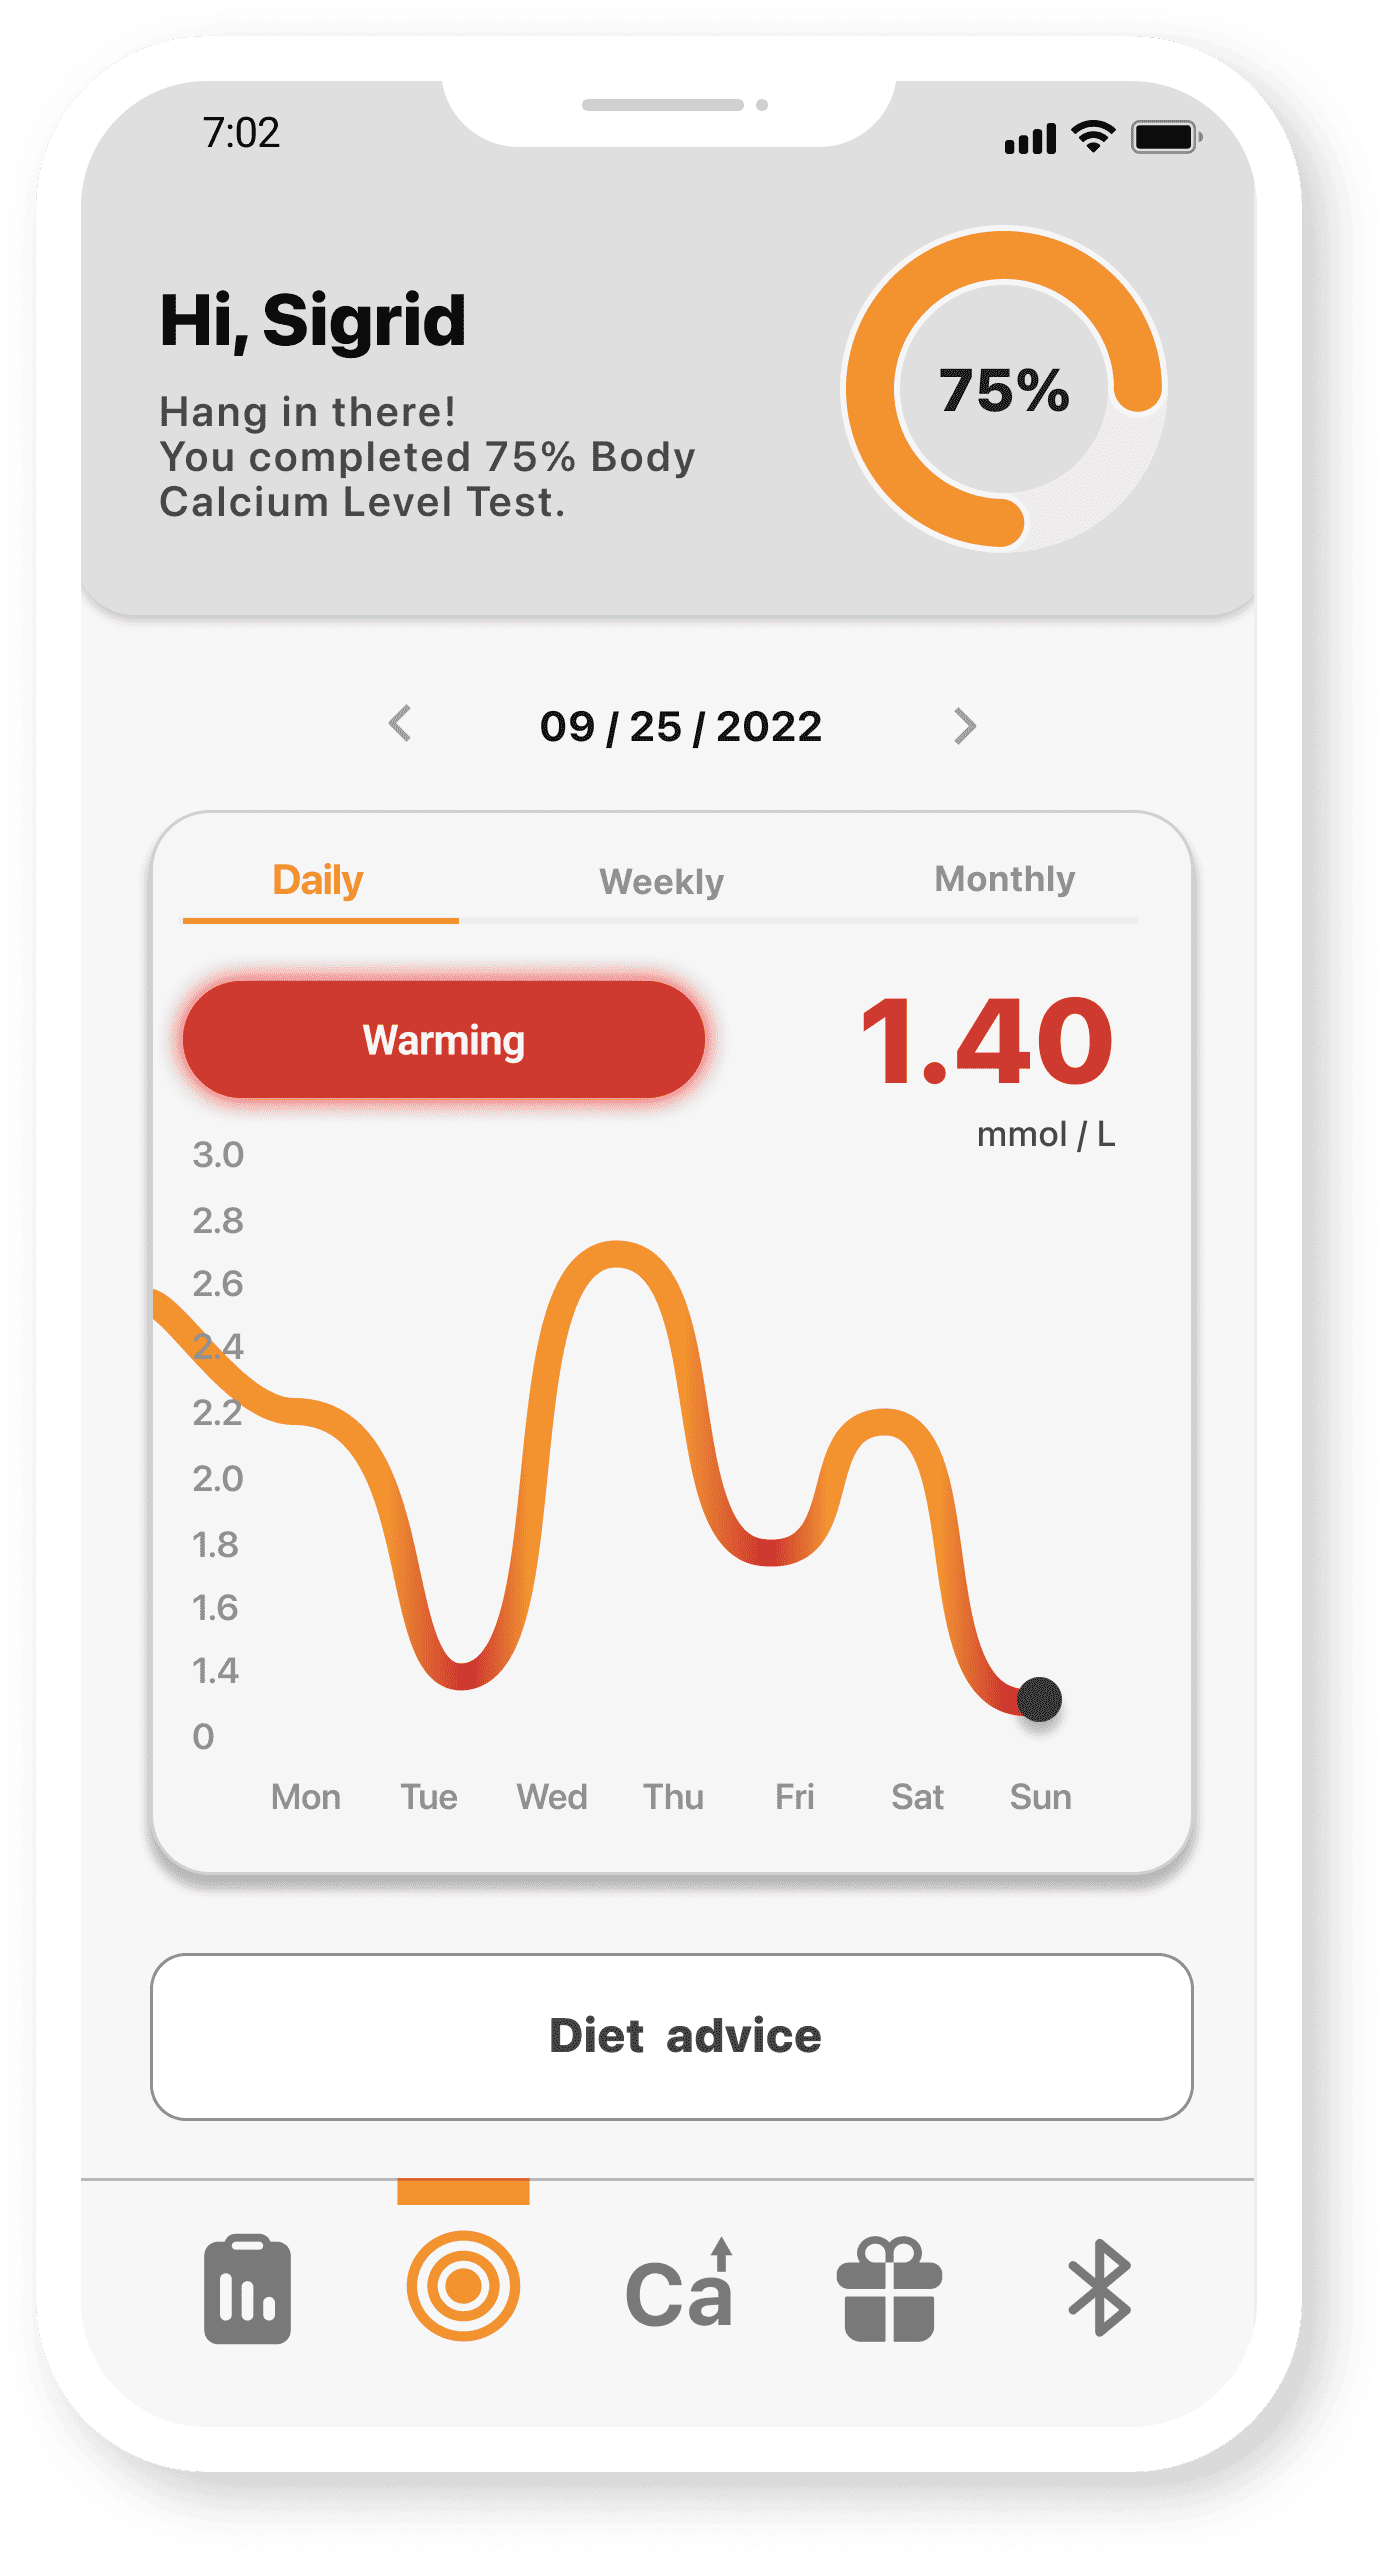 7:02
Hi, Sigrid
Hang in there!
You completed 75% Body
Calcium Level Test.
75%
09 / 25 / 2022
Daily Weekly Monthly
Warming
1.40
mmol / L
3.0
2.8
2.6
2.4
2.2
2.0
1.8
1.6
1.4
0
Mon Tue Wed Thu Fri Sat Sun
Diet advice
Ca